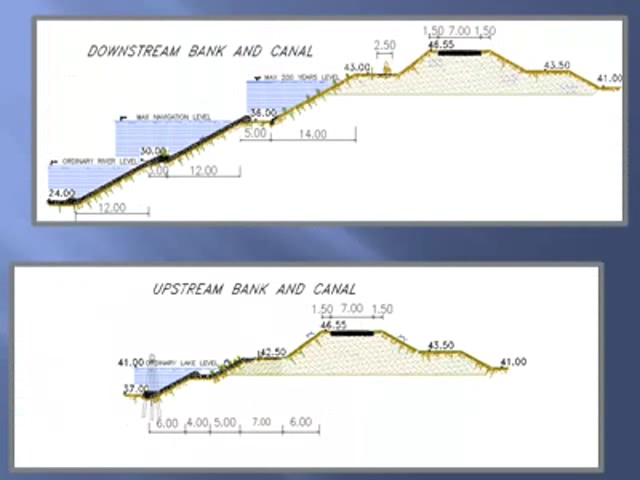 DOWNSTREAM BANK AND CANAL
1.50 7.00 1.50
46.55
2.50
43.00
43.50
41.00
MAX 200 YEARS LEVEL
36.00
5.00
14.00
MAX NAVIGATION LEVEL
30.00
3.00
12.00
ORDINARY RIVER LEVEL
24.00
12.00
UPSTREAM BANK AND CANAL
1.50 7.00 1.50
46.55
43.50
41.00
41.00
ORDINARY LAKE LEVEL
42.50
37.00
6.00 4.00 5.00 7.00 6.00